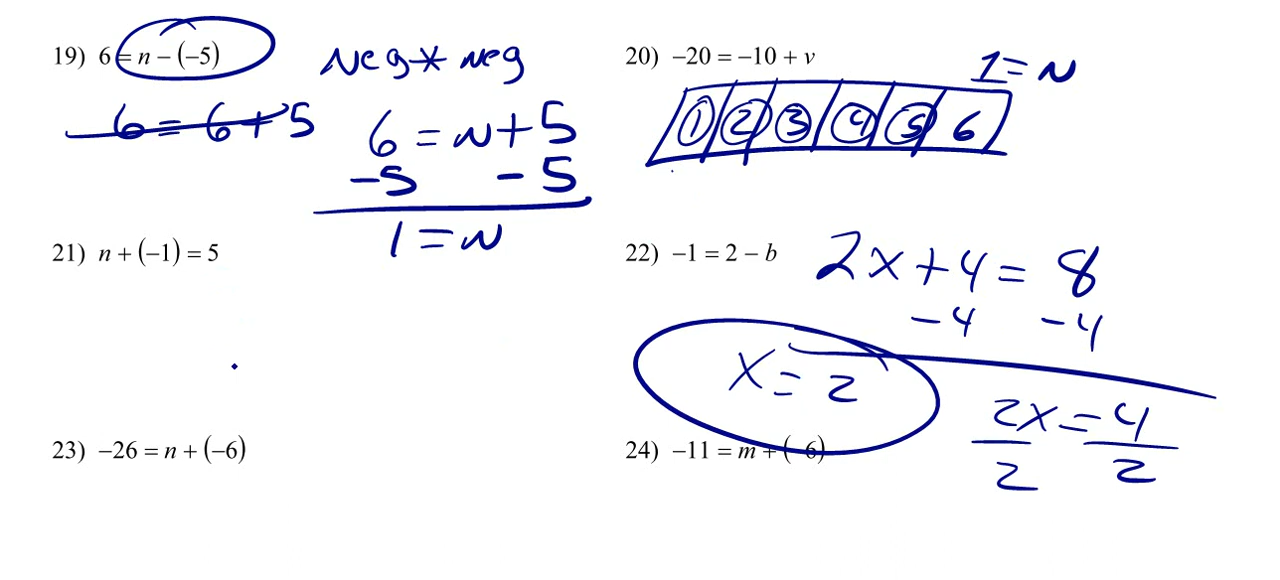 19) 6 = n − (−5)
Neg * neg
6 = 6 + 5
6 = n + 5
−5 − 5
1 = n
20) −20 = −10 + v
1 = n
1 2 3 4 5 6
21) n + (−1) = 5
22) −1 = 2 − b
2x + 4 = 8
− 4 − 4
x = 2
2x = 4
2 2
23) −26 = n + (−6)
24) −11 = m + (−6)